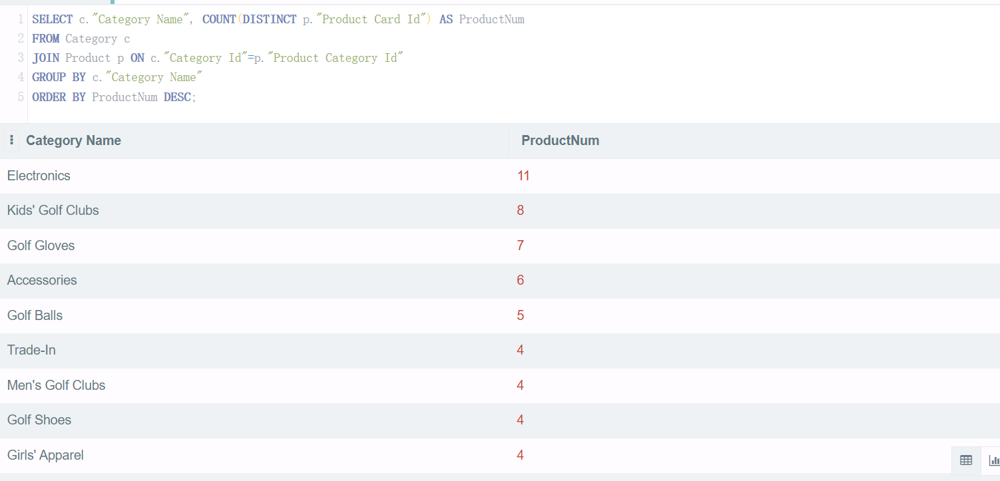 1 SELECT c."Category Name", COUNT(DISTINCT p."Product Card Id") AS ProductNum
2 FROM Category c
3 JOIN Product p ON c."Category Id"=p."Product Category Id"
4 GROUP BY c."Category Name"
5 ORDER BY ProductNum DESC;
Category Name ProductNum
Electronics 11
Kids' Golf Clubs 8
Golf Gloves 7
Accessories 6
Golf Balls 5
Trade-In 4
Men's Golf Clubs 4
Golf Shoes 4
Girls' Apparel 4